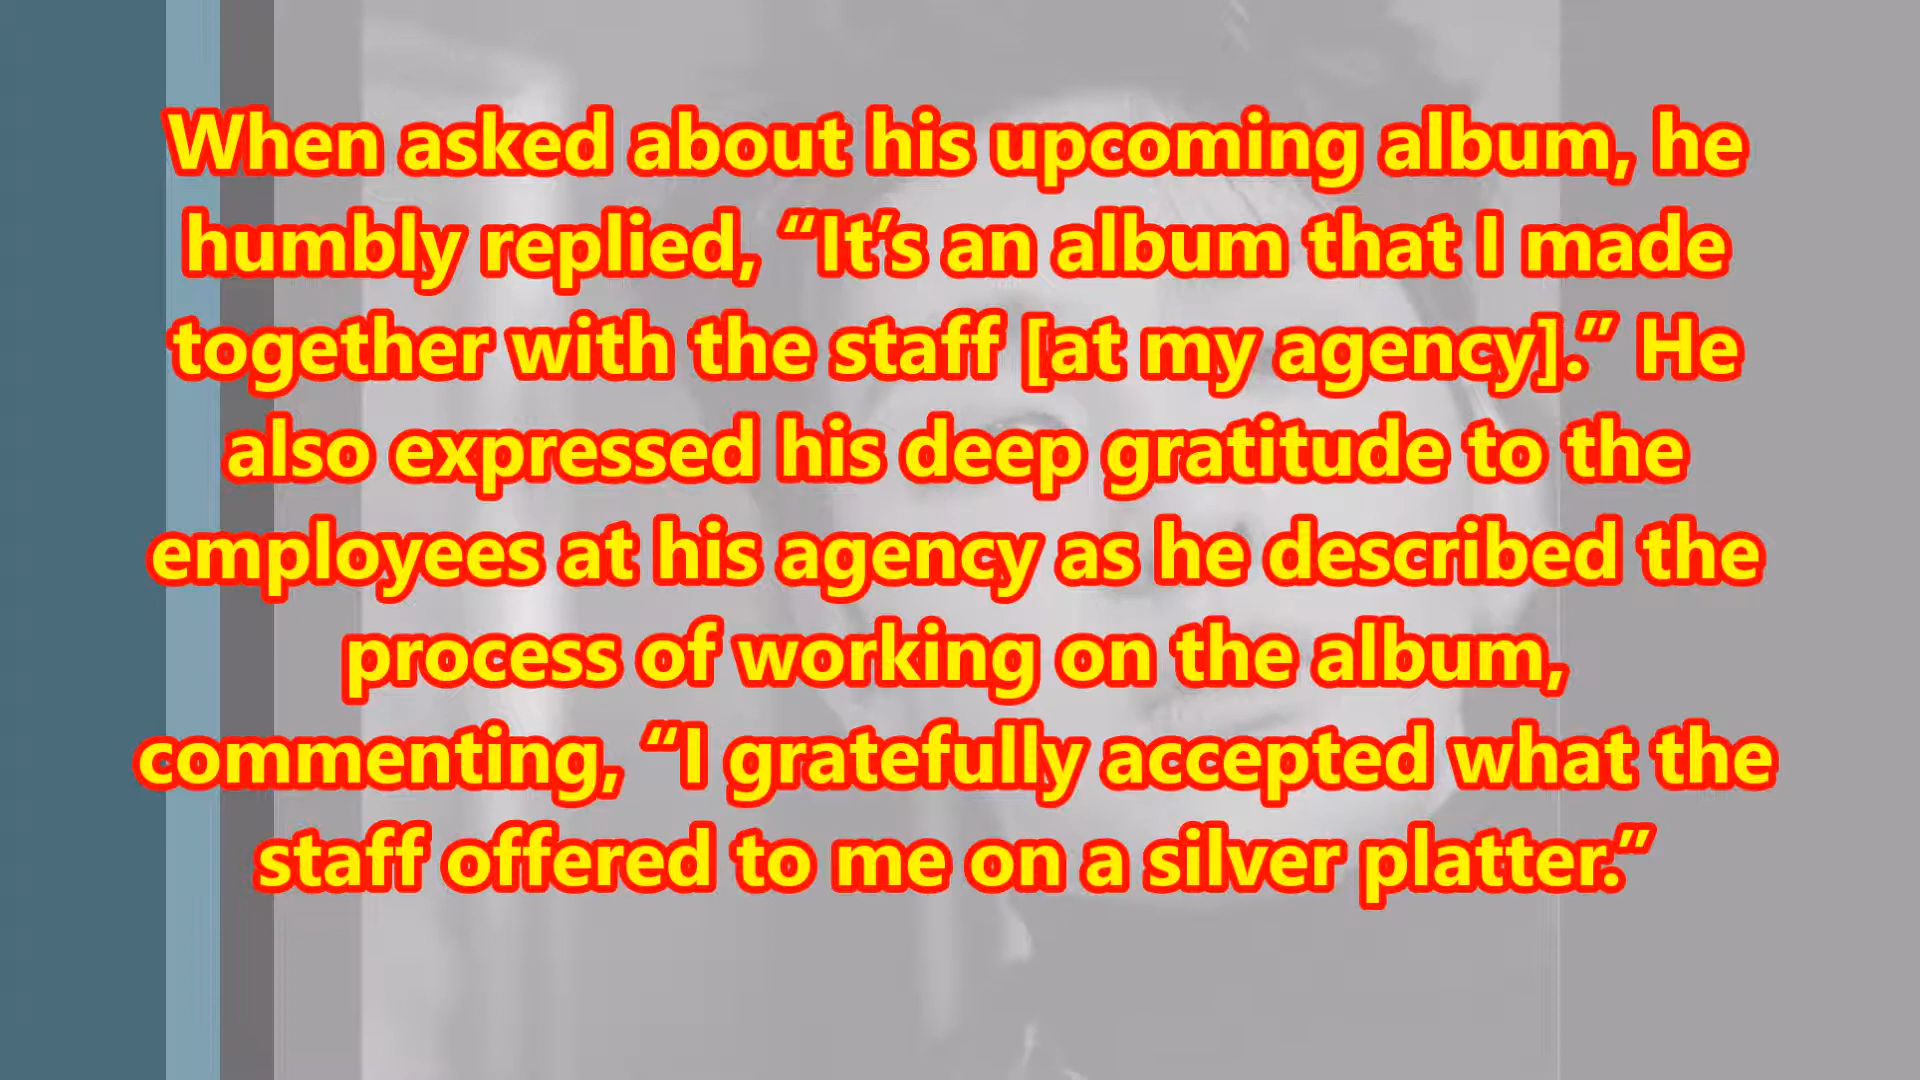 When asked about his upcoming album, he
humbly replied, “It’s an album that I made
together with the staff [at my agency].” He
also expressed his deep gratitude to the
employees at his agency as he described the
process of working on the album,
commenting, “I gratefully accepted what the
staff offered to me on a silver platter.”